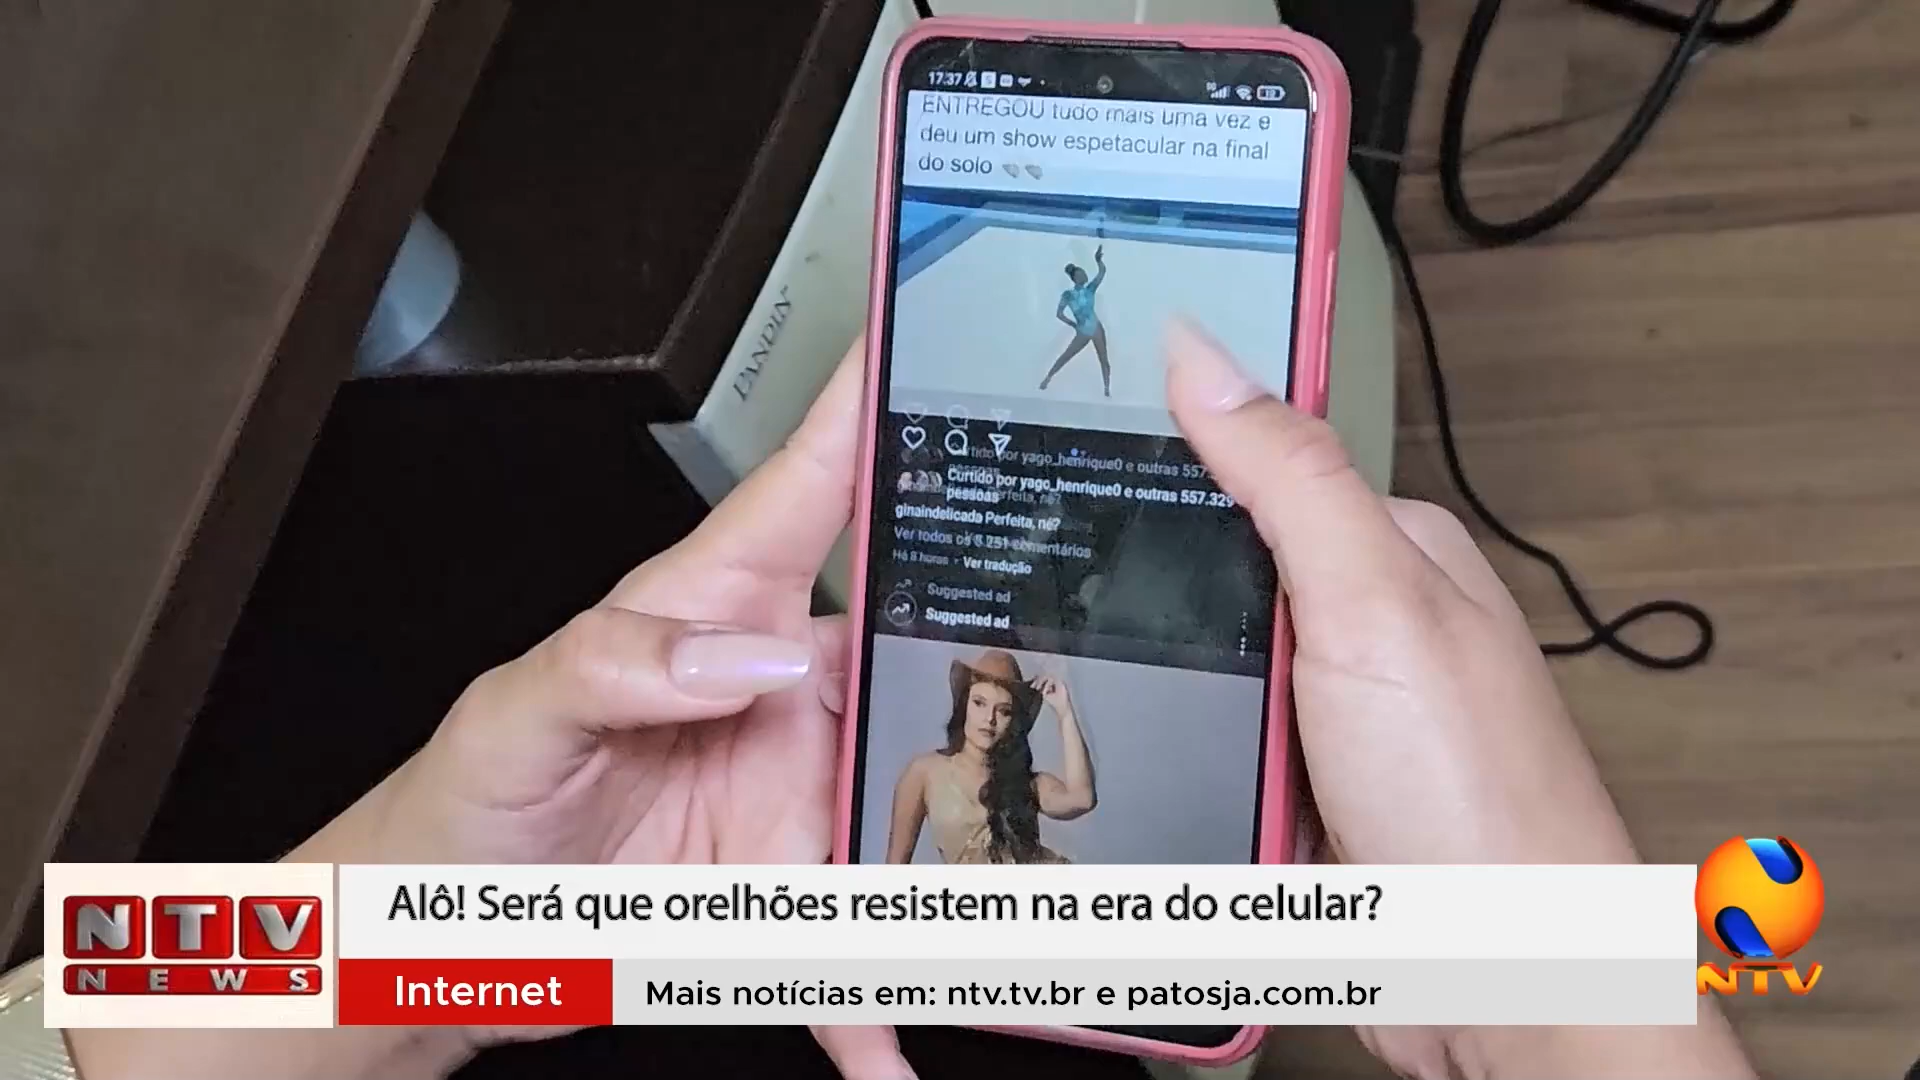 17:37
ENTREGOU tudo mais uma vez e
deu um show espetacular na final
do solo
PANDIN
Curtido por yago_henrique0 e outras 557.329
pessoas
ginaindelicada Perfeita, né?
Ver todos os 5.251 comentários
Há 8 horas · Ver tradução
Suggested ad
Suggested ad
NTV
NEWS
Alô! Será que orelhões resistem na era do celular?
Internet
Mais notícias em: ntv.tv.br e patosja.com.br
NTV